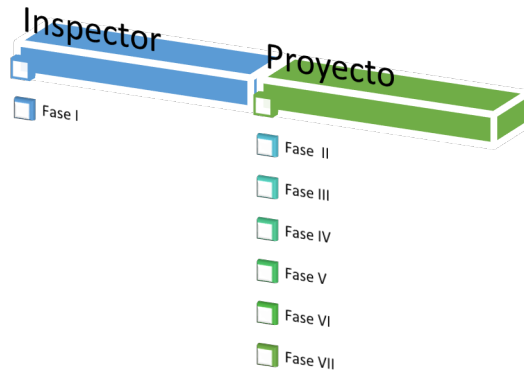 Inspector
Fase I
Proyecto
Fase II
Fase III
Fase IV
Fase V
Fase VI
Fase VII